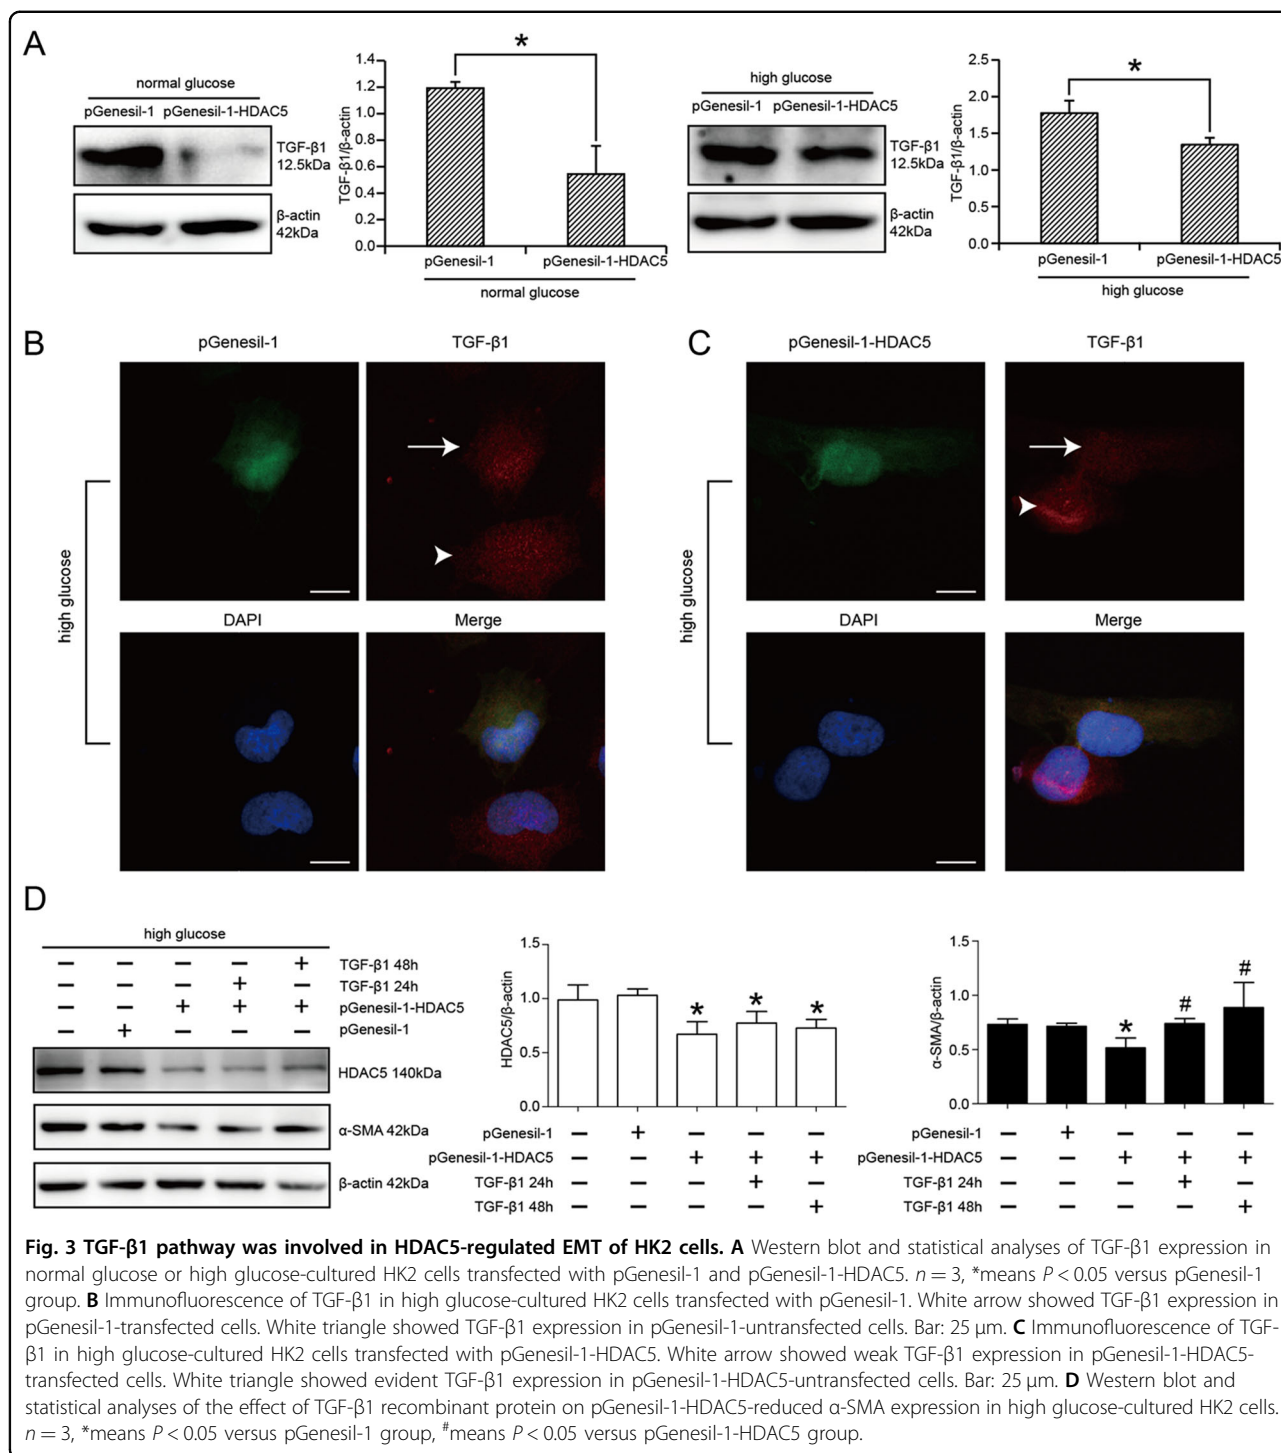 A
normal glucose
pGenesil-1 pGenesil-1-HDAC5
TGF-β1
12.5kDa
β-actin
42kDa
TGF-β1/β-actin
1.4
1.2
1.0
0.8
0.6
0.4
0.2
0.0
*
pGenesil-1 pGenesil-1-HDAC5
normal glucose
high glucose
pGenesil-1 pGenesil-1-HDAC5
TGF-β1
12.5kDa
β-actin
42kDa
TGF-β1/β-actin
2.5
2.0
1.5
1.0
0.5
0.0
*
pGenesil-1 pGenesil-1-HDAC5
high glucose
B
pGenesil-1 TGF-β1
high glucose
DAPI Merge
C
pGenesil-1-HDAC5 TGF-β1
high glucose
DAPI Merge
D
high glucose
− − − − + TGF-β1 48h
− − − + − TGF-β1 24h
− − + + + pGenesil-1-HDAC5
− + − − − pGenesil-1
HDAC5 140kDa
α-SMA 42kDa
β-actin 42kDa
HDAC5/β-actin
1.5
1.0
0.5
0.0
* * *
pGenesil-1 − + − − −
pGenesil-1-HDAC5 − − + + +
TGF-β1 24h − − − + −
TGF-β1 48h − − − − +
α-SMA/β-actin
1.5
1.0
0.5
0.0
* # #
pGenesil-1 − + − − −
pGenesil-1-HDAC5 − − + + +
TGF-β1 24h − − − + −
TGF-β1 48h − − − − +
Fig. 3 TGF-β1 pathway was involved in HDAC5-regulated EMT of HK2 cells. A Western blot and statistical analyses of TGF-β1 expression in
normal glucose or high glucose-cultured HK2 cells transfected with pGenesil-1 and pGenesil-1-HDAC5. n = 3, *means P < 0.05 versus pGenesil-1
group. B Immunofluorescence of TGF-β1 in high glucose-cultured HK2 cells transfected with pGenesil-1. White arrow showed TGF-β1 expression in
pGenesil-1-transfected cells. White triangle showed TGF-β1 expression in pGenesil-1-untransfected cells. Bar: 25 μm. C Immunofluorescence of TGF-
β1 in high glucose-cultured HK2 cells transfected with pGenesil-1-HDAC5. White arrow showed weak TGF-β1 expression in pGenesil-1-HDAC5-
transfected cells. White triangle showed evident TGF-β1 expression in pGenesil-1-HDAC5-untransfected cells. Bar: 25 μm. D Western blot and
statistical analyses of the effect of TGF-β1 recombinant protein on pGenesil-1-HDAC5-reduced α-SMA expression in high glucose-cultured HK2 cells.
n = 3, *means P < 0.05 versus pGenesil-1 group, #means P < 0.05 versus pGenesil-1-HDAC5 group.